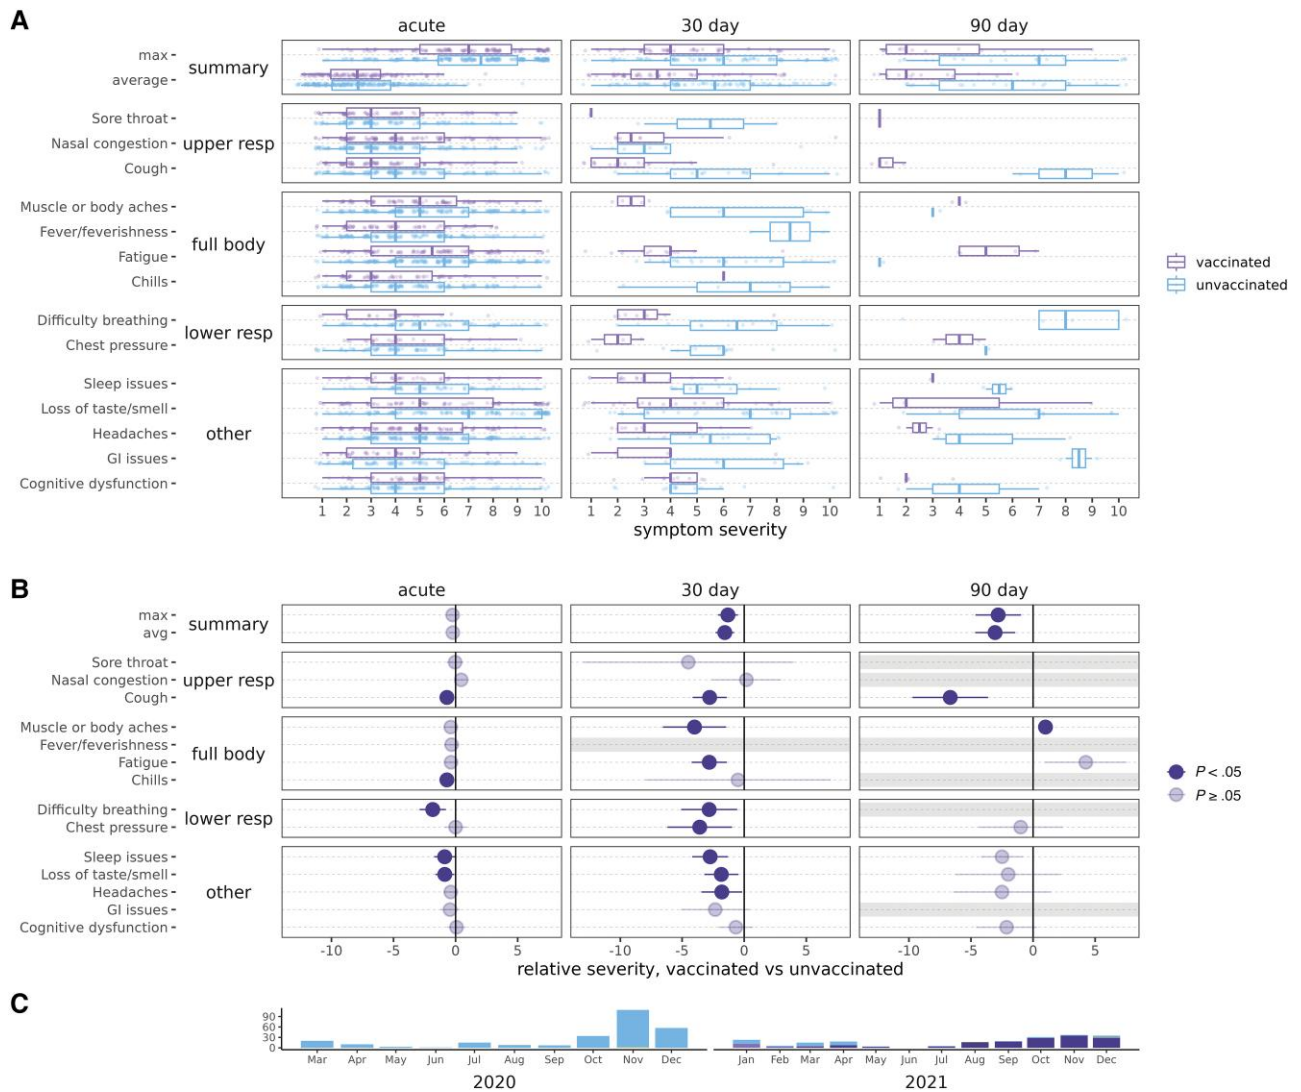 A
acute 30 day 90 day
max
average
summary
Sore throat
Nasal congestion
Cough
upper resp
Muscle or body aches
Fever/feverishness
Fatigue
Chills
full body
Difficulty breathing
Chest pressure
lower resp
Sleep issues
Loss of taste/smell
Headaches
GI issues
Cognitive dysfunction
other
vaccinated
unvaccinated
1 2 3 4 5 6 7 8 9 10 1 2 3 4 5 6 7 8 9 10 1 2 3 4 5 6 7 8 9 10
symptom severity
B
acute 30 day 90 day
max
avg
summary
Sore throat
Nasal congestion
Cough
upper resp
Muscle or body aches
Fever/feverishness
Fatigue
Chills
full body
Difficulty breathing
Chest pressure
lower resp
Sleep issues
Loss of taste/smell
Headaches
GI issues
Cognitive dysfunction
other
P < .05
P ≥ .05
-10 -5 0 5 -10 -5 0 5 -10 -5 0 5
relative severity, vaccinated vs unvaccinated
C
90
60
30
0
Mar Apr May Jun Jul Aug Sep Oct Nov Dec Jan Feb Mar Apr May Jun Jul Aug Sep Oct Nov Dec
2020 2021